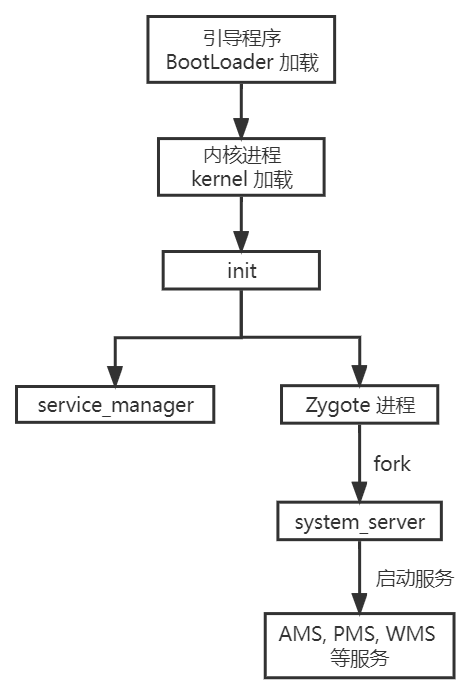 引导程序
BootLoader 加载
内核进程
kernel 加载
init
service_manager
Zygote 进程
fork
system_server
启动服务
AMS, PMS, WMS
等服务